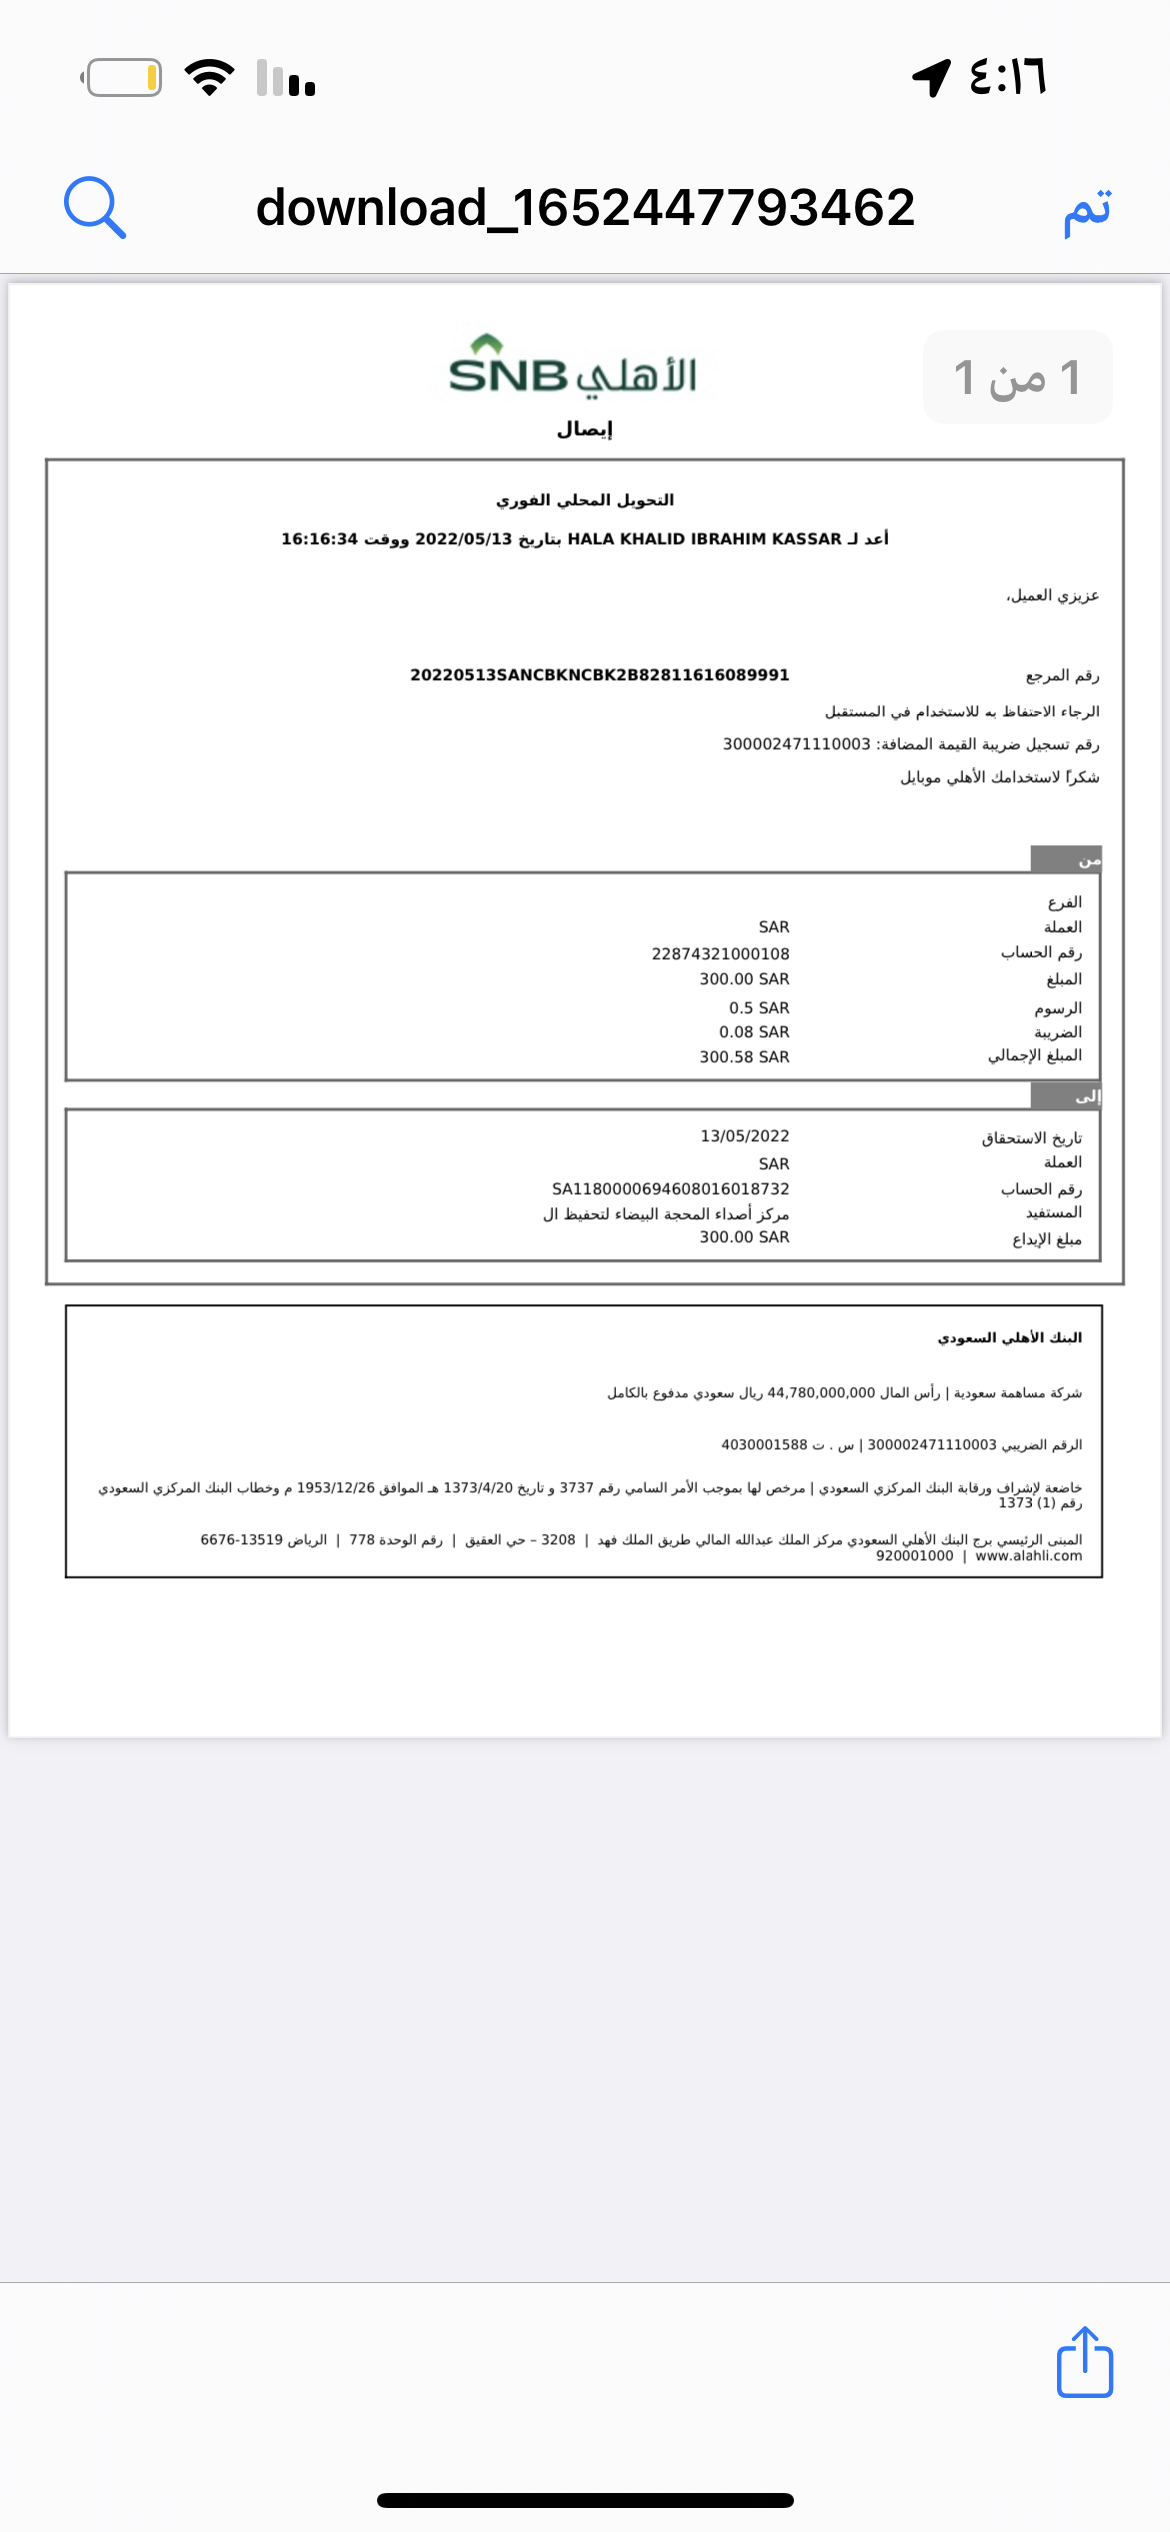 ٤:١٦
download_1652447793462
تم
1 من 1
SNB الأهلي
إيصال
التحويل المحلي الفوري
أعد لـ HALA KHALID IBRAHIM KASSAR بتاريخ 2022/05/13 ووقت 16:16:34
عزيزي العميل،
رقم المرجع 20220513SANCBKNCBK2B82811616089991
الرجاء الاحتفاظ به للاستخدام في المستقبل
رقم تسجيل ضريبة القيمة المضافة: 300002471110003
شكراً لاستخدامك الأهلي موبايل
من
الفرع
العملة SAR
رقم الحساب 22874321000108
المبلغ 300.00 SAR
الرسوم 0.5 SAR
الضريبة 0.08 SAR
المبلغ الإجمالي 300.58 SAR
إلى
تاريخ الاستحقاق 13/05/2022
العملة SAR
رقم الحساب SA1180000694608016018732
المستفيد مركز أصداء المحجة البيضاء لتحفيظ ال
مبلغ الإيداع 300.00 SAR
البنك الأهلي السعودي
شركة مساهمة سعودية | رأس المال 44,780,000,000 ريال سعودي مدفوع بالكامل
الرقم الضريبي 300002471110003 | س . ت 4030001588
خاضعة لإشراف ورقابة البنك المركزي السعودي | مرخص لها بموجب الأمر السامي رقم 3737 و تاريخ 1373/4/20 هـ الموافق 1953/12/26 م وخطاب البنك المركزي السعودي
رقم (1) 1373
المبنى الرئيسي برج البنك الأهلي السعودي مركز الملك عبدالله المالي طريق الملك فهد | 3208 – حي العقيق | رقم الوحدة 778 | الرياض 13519-6676
920001000 | www.alahli.com